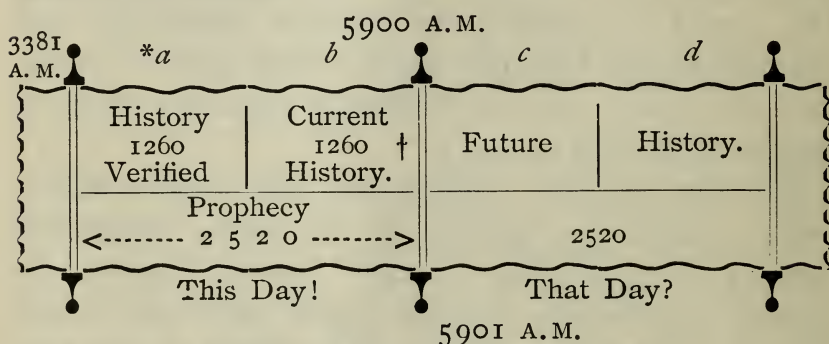 5900 A.M.
3381
A. M.
*a b c d
History Current
1260 1260 † Future History.
Verified History.
Prophecy
<-------- 2 5 2 0 --------> 2520
This Day! That Day?
5901 A.M.